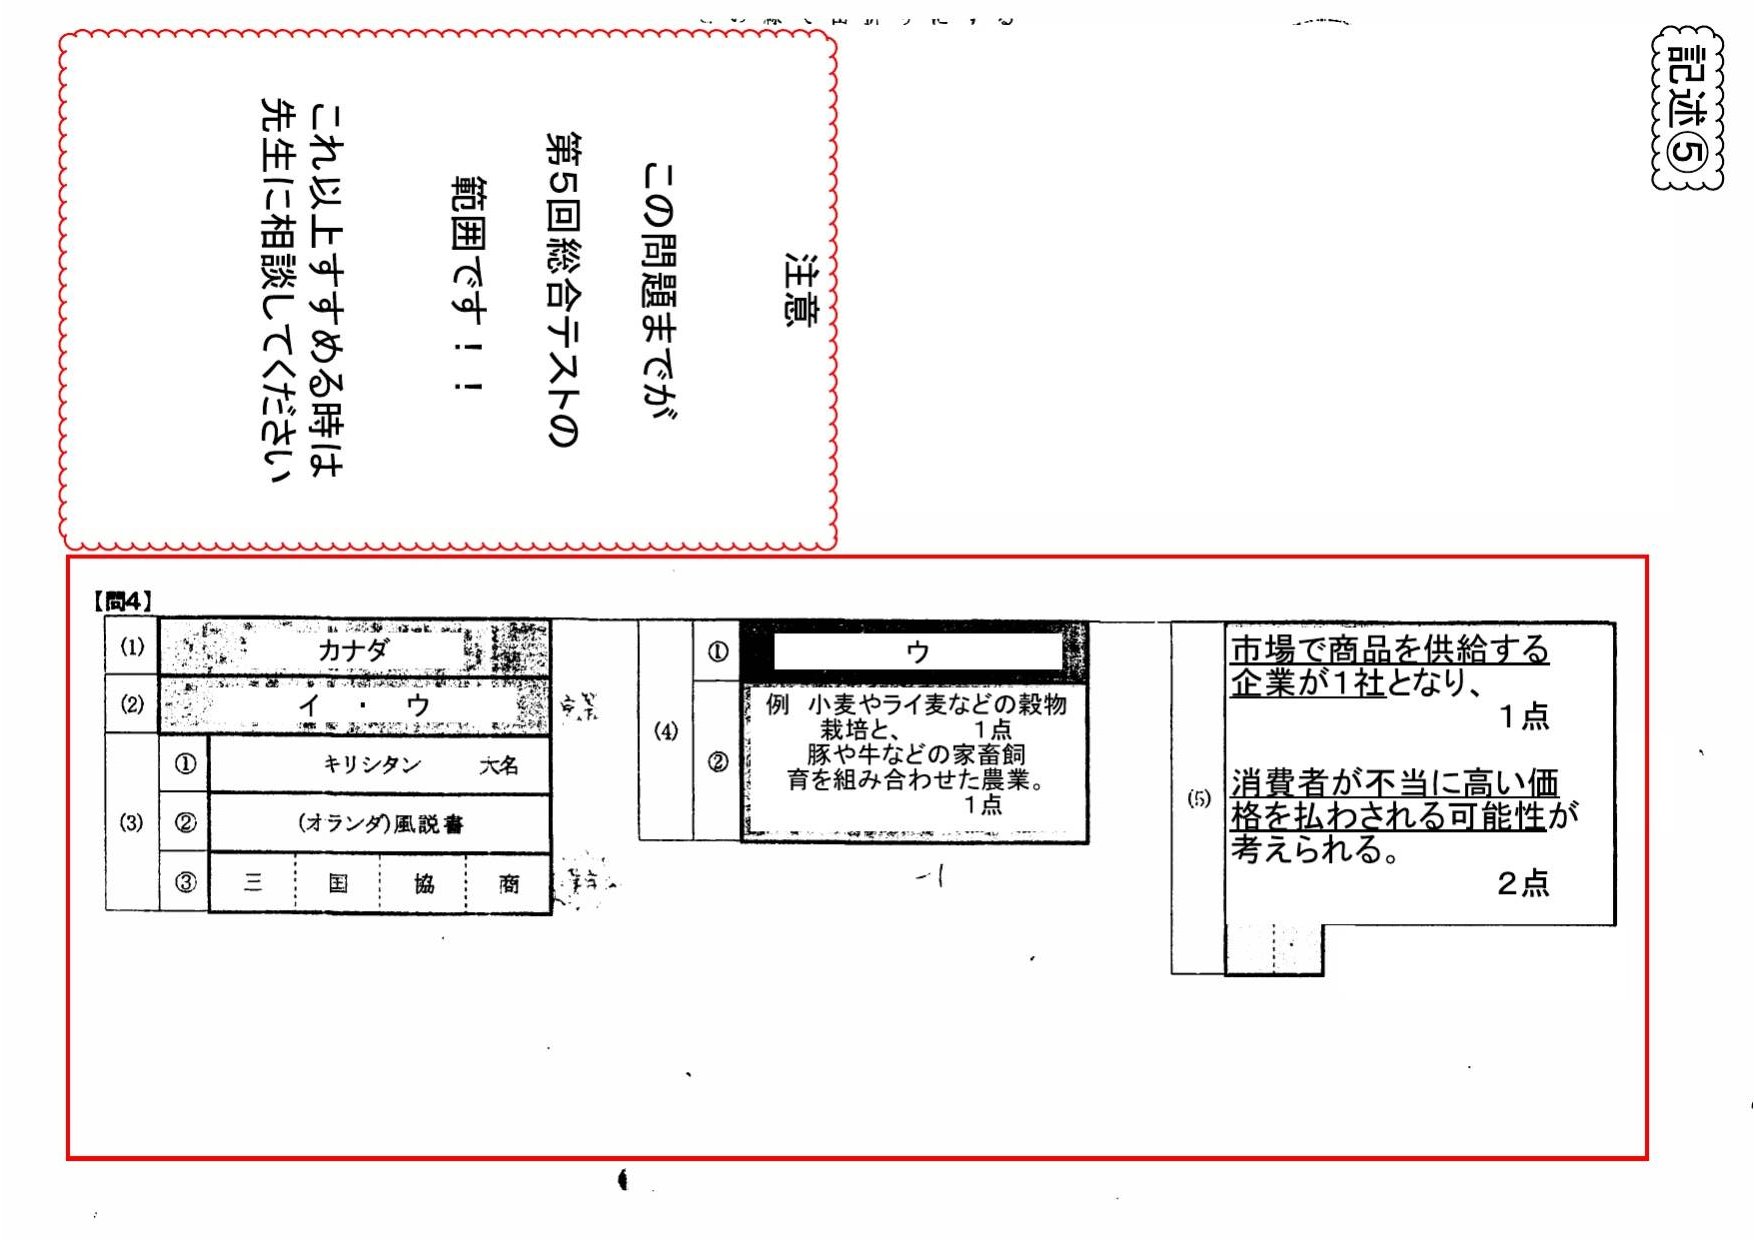 記述⑤
注意
この問題までが
第5回総合テストの
範囲です！！
これ以上すすめる時は
先生に相談してください
【問4】
(1) カナダ
(2) イ ・ ウ
(3)
① キリシタン 大名
② (オランダ)風説書
③ 三 国 協 商
(4)
① ウ
②
例 小麦やライ麦などの穀物
栽培と、 1点
豚や牛などの家畜飼
育を組み合わせた農業。
1点
(5)
市場で商品を供給する
企業が1社となり、
1点
消費者が不当に高い価
格を払わされる可能性が
考えられる。
2点